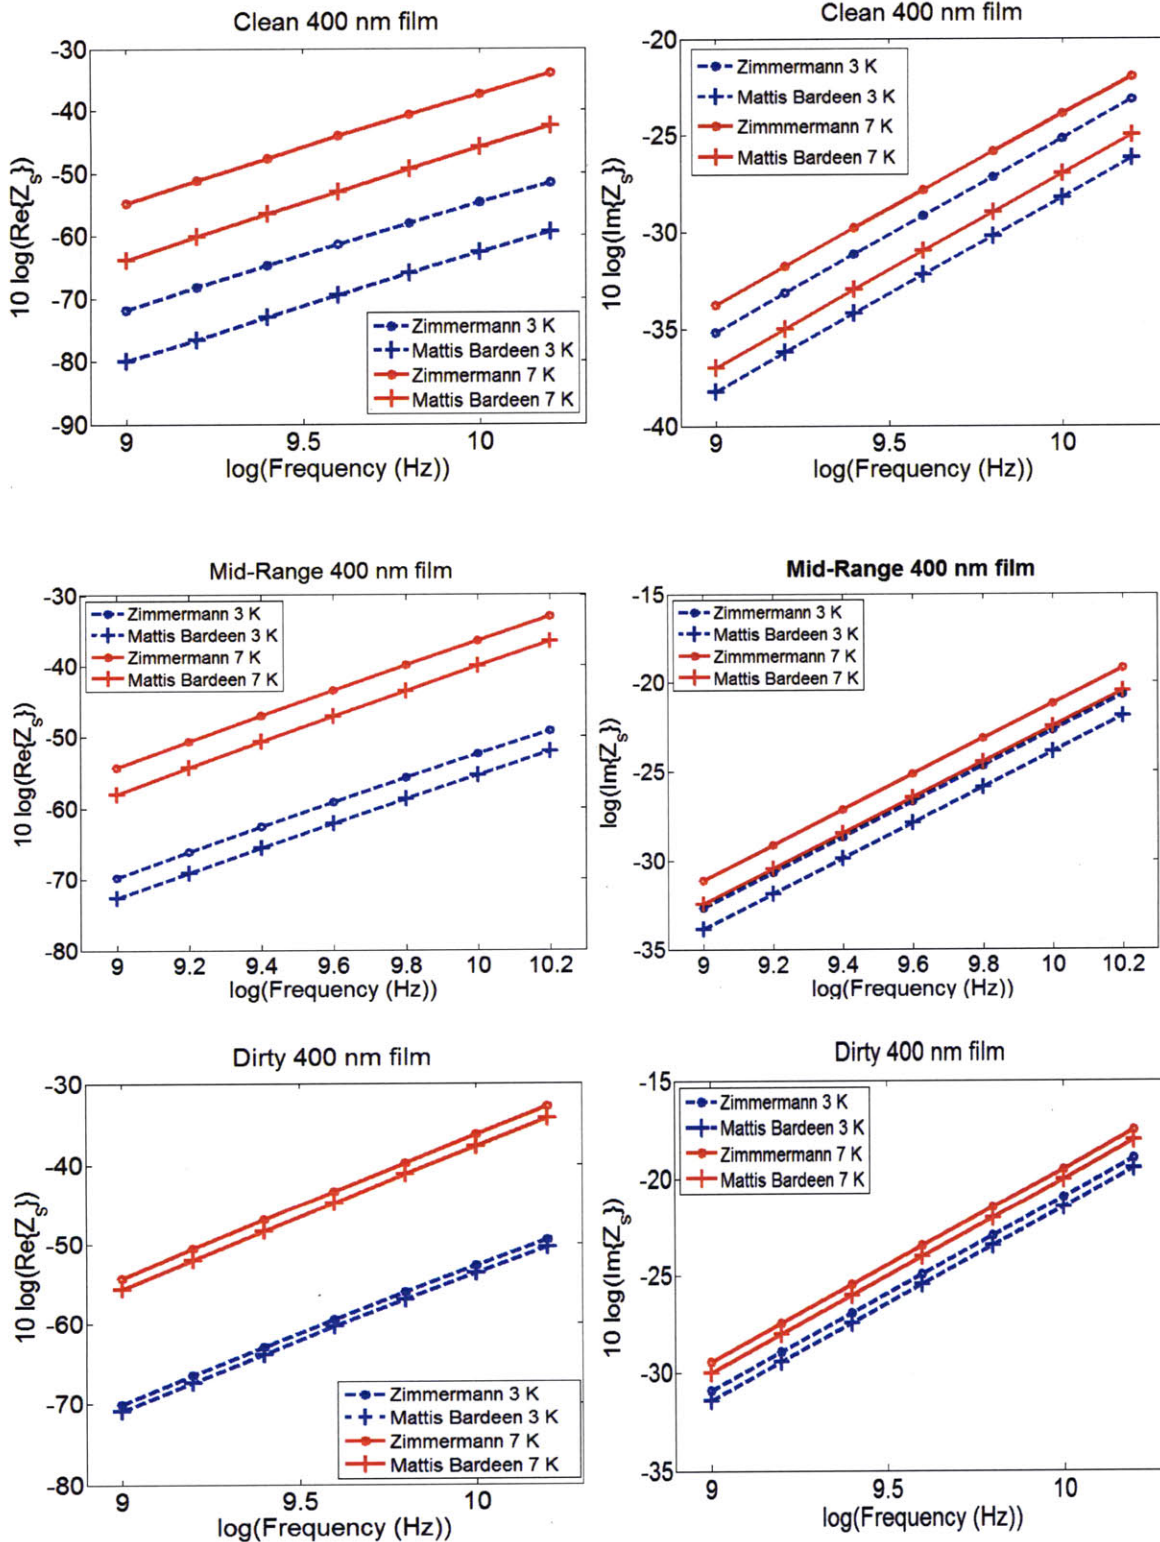 Clean 400 nm film
10 log(Re{Z_s})
-30
-40
-50
-60
-70
-80
-90
Zimmermann 3 K
Mattis Bardeen 3 K
Zimmermann 7 K
Mattis Bardeen 7 K
9
9.5
10
log(Frequency (Hz))
Clean 400 nm film
10 log(Im{Z_s})
-20
-25
-30
-35
-40
Zimmermann 3 K
Mattis Bardeen 3 K
Zimmmermann 7 K
Mattis Bardeen 7 K
9
9.5
10
log(Frequency (Hz))
Mid-Range 400 nm film
10 log(Re{Z_s})
-30
-40
-50
-60
-70
-80
Zimmermann 3 K
Mattis Bardeen 3 K
Zimmermann 7 K
Mattis Bardeen 7 K
9 9.2 9.4 9.6 9.8 10 10.2
log(Frequency (Hz))
Mid-Range 400 nm film
log(Im{Z_s})
-15
-20
-25
-30
-35
Zimmermann 3 K
Mattis Bardeen 3 K
Zimmmermann 7 K
Mattis Bardeen 7 K
9 9.2 9.4 9.6 9.8 10 10.2
log(Frequency (Hz))
Dirty 400 nm film
10 log(Re{Z_s})
-30
-40
-50
-60
-70
-80
Zimmermann 3 K
Mattis Bardeen 3 K
Zimmermann 7 K
Mattis Bardeen 7 K
9
9.5
10
log(Frequency (Hz))
Dirty 400 nm film
10 log(Im{Z_s})
-15
-20
-25
-30
-35
Zimmermann 3 K
Mattis Bardeen 3 K
Zimmmermann 7 K
Mattis Bardeen 7 K
9
9.5
10
log(Frequency (Hz))